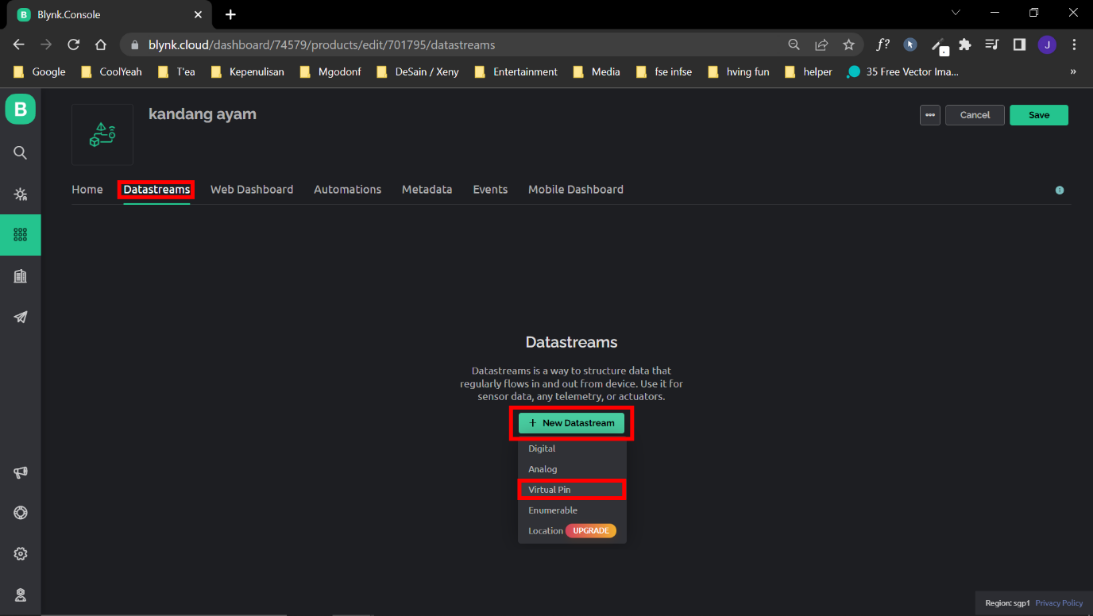 Blynk.Console
blynk.cloud/dashboard/74579/products/edit/701795/datastreams
f?
J
Google
CoolYeah
T'ea
Kepenulisan
Mgodonf
DeSain / Xeny
Entertainment
Media
fse infse
hving fun
helper
35 Free Vector Ima...
»
B
kandang ayam
Cancel
Save
Home
Datastreams
Web Dashboard
Automations
Metadata
Events
Mobile Dashboard
Datastreams
Datastreams is a way to structure data that
regularly flows in and out from device. Use it for
sensor data, any telemetry, or actuators.
+ New Datastream
Digital
Analog
Virtual Pin
Enumerable
Location UPGRADE
Region: sgp1 Privacy Policy